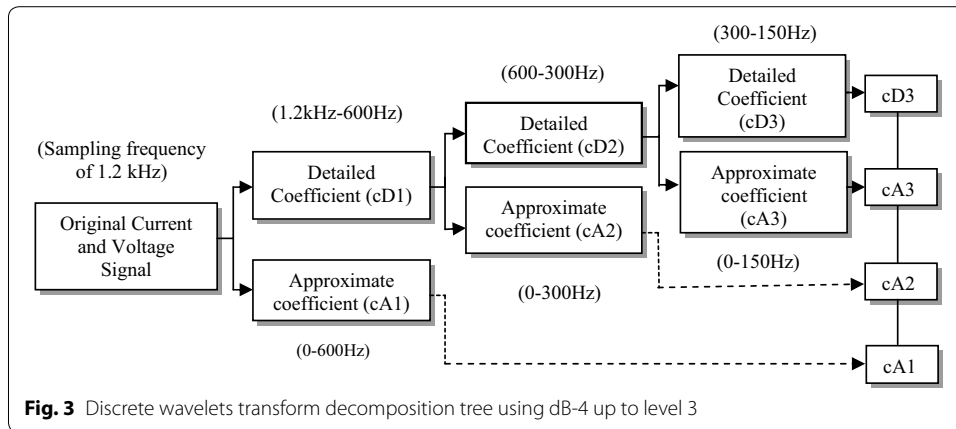 (300-150Hz)
(600-300Hz)
Detailed
Coefficient
(cD3)
cD3
(1.2kHz-600Hz)
Detailed
Coefficient (cD2)
(Sampling frequency
of 1.2 kHz)
Detailed
Coefficient (cD1)
Approximate
coefficient
(cA3)
cA3
Original Current
and Voltage
Signal
Approximate
coefficient (cA2)
(0-150Hz)
cA2
Approximate
coefficient (cA1)
(0-300Hz)
(0-600Hz)
cA1
Fig. 3 Discrete wavelets transform decomposition tree using dB-4 up to level 3